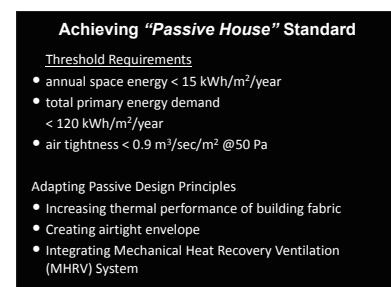 Achieving “Passive House” Standard
Threshold Requirements
• annual space energy < 15 kWh/m²/year
• total primary energy demand
< 120 kWh/m²/year
• air tightness < 0.9 m³/sec/m² @50 Pa
Adapting Passive Design Principles
• Increasing thermal performance of building fabric
• Creating airtight envelope
• Integrating Mechanical Heat Recovery Ventilation
(MHRV) System